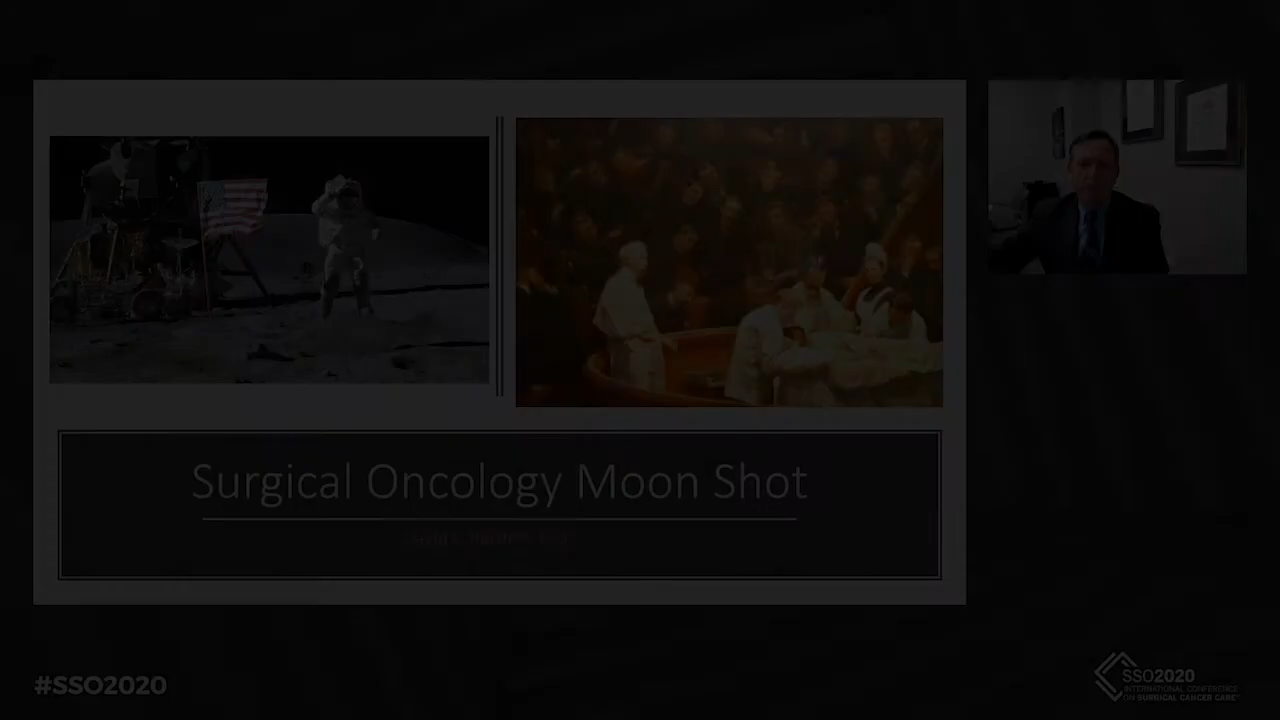 Surgical Oncology Moon Shot
#SSO2020
SSO2020
INTERNATIONAL CONFERENCE
ON SURGICAL CANCER CARE